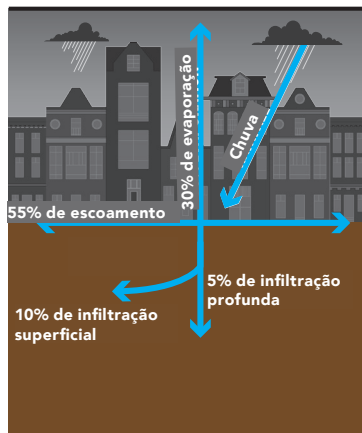 30% de evaporação
Chuva
55% de escoamento
5% de infiltração
profunda
10% de infiltração
superficial